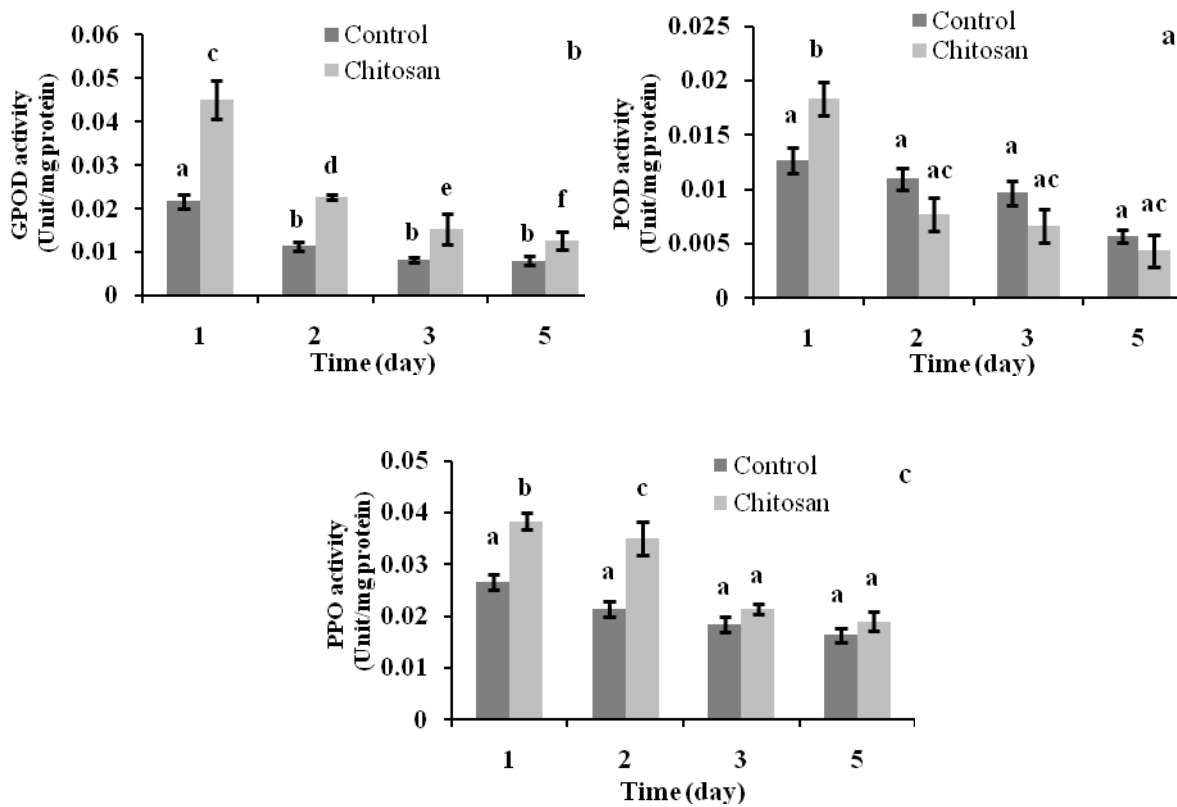 0.06
0.05
0.04
0.03
0.02
0.01
0
GPOD activity
(Unit/mg protein)
Control
Chitosan
b
a
c
b
d
b
e
b
f
1 2 3 5
Time (day)
0.025
0.02
0.015
0.01
0.005
0
POD activity
(Unit/mg protein)
Control
Chitosan
a
a
b
a
ac
a
ac
a
ac
1 2 3 5
Time (day)
0.05
0.04
0.03
0.02
0.01
0
PPO activity
(Unit/mg protein)
Control
Chitosan
c
a
b
a
c
a
a
a
a
1 2 3 5
Time (day)